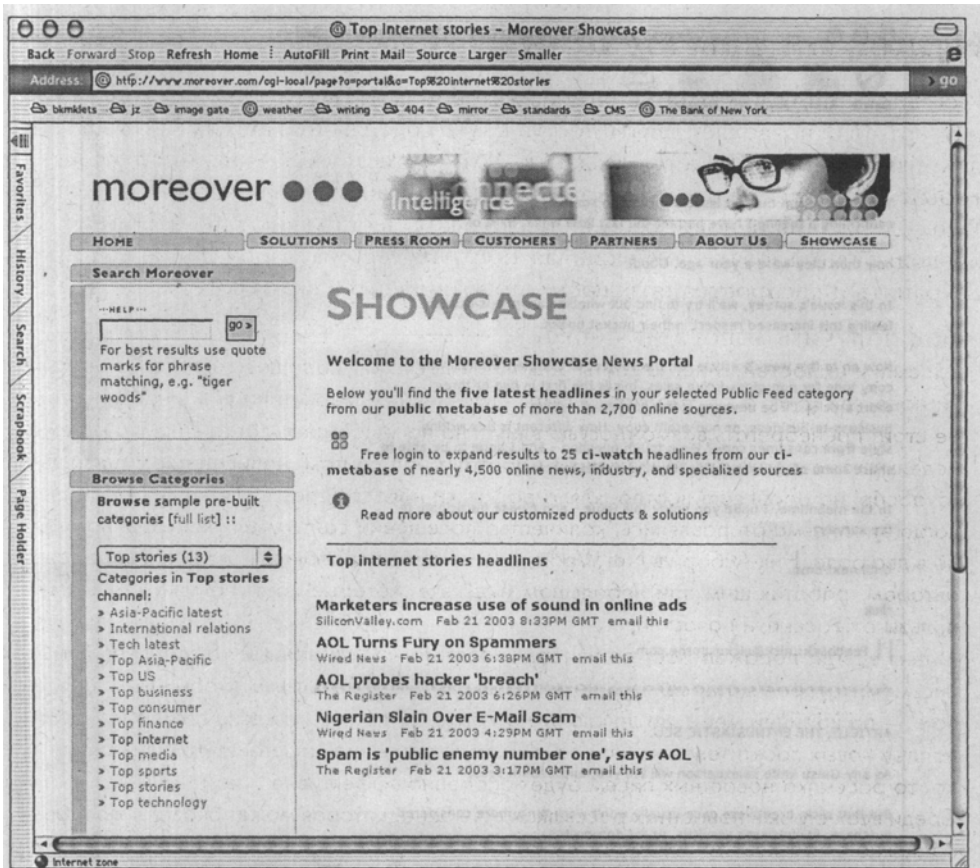 Top Internet stories – Moreover Showcase
Back Forward Stop Refresh Home AutoFill Print Mail Source Larger Smaller
Address: http://www.moreover.com/cgi-local/page?o=portal&c=Top%20internet%20stories go
bkmklets jz image gate weather writing 404 mirror standards CMS The Bank of New York
Favorites
History
Search
Scrapbook
Page Holder
moreover
Intelligence connecte
HOME SOLUTIONS PRESS ROOM CUSTOMERS PARTNERS ABOUT US SHOWCASE
Search Moreover
---HELP---
go >
For best results use quote
marks for phrase
matching, e.g. "tiger
woods"
Browse Categories
Browse sample pre-built
categories [full list] ::
Top stories (13)
Categories in Top stories
channel:
» Asia-Pacific latest
» International relations
» Tech latest
» Top Asia-Pacific
» Top US
» Top business
» Top consumer
» Top finance
» Top internet
» Top media
» Top sports
» Top stories
» Top technology
SHOWCASE
Welcome to the Moreover Showcase News Portal
Below you'll find the five latest headlines in your selected Public Feed category
from our public metabase of more than 2,700 online sources.
Free login to expand results to 25 ci-watch headlines from our ci-
metabase of nearly 4,500 online news, industry, and specialized sources
Read more about our customized products & solutions
Top internet stories headlines
Marketers increase use of sound in online ads
SiliconValley.com Feb 21 2003 8:33PM GMT email this
AOL Turns Fury on Spammers
Wired News Feb 21 2003 6:38PM GMT email this
AOL probes hacker 'breach'
The Register Feb 21 2003 6:26PM GMT email this
Nigerian Slain Over E-Mail Scam
Wired News Feb 21 2003 4:29PM GMT email this
Spam is 'public enemy number one', says AOL
The Register Feb 21 2003 3:17PM GMT email this
Internet zone